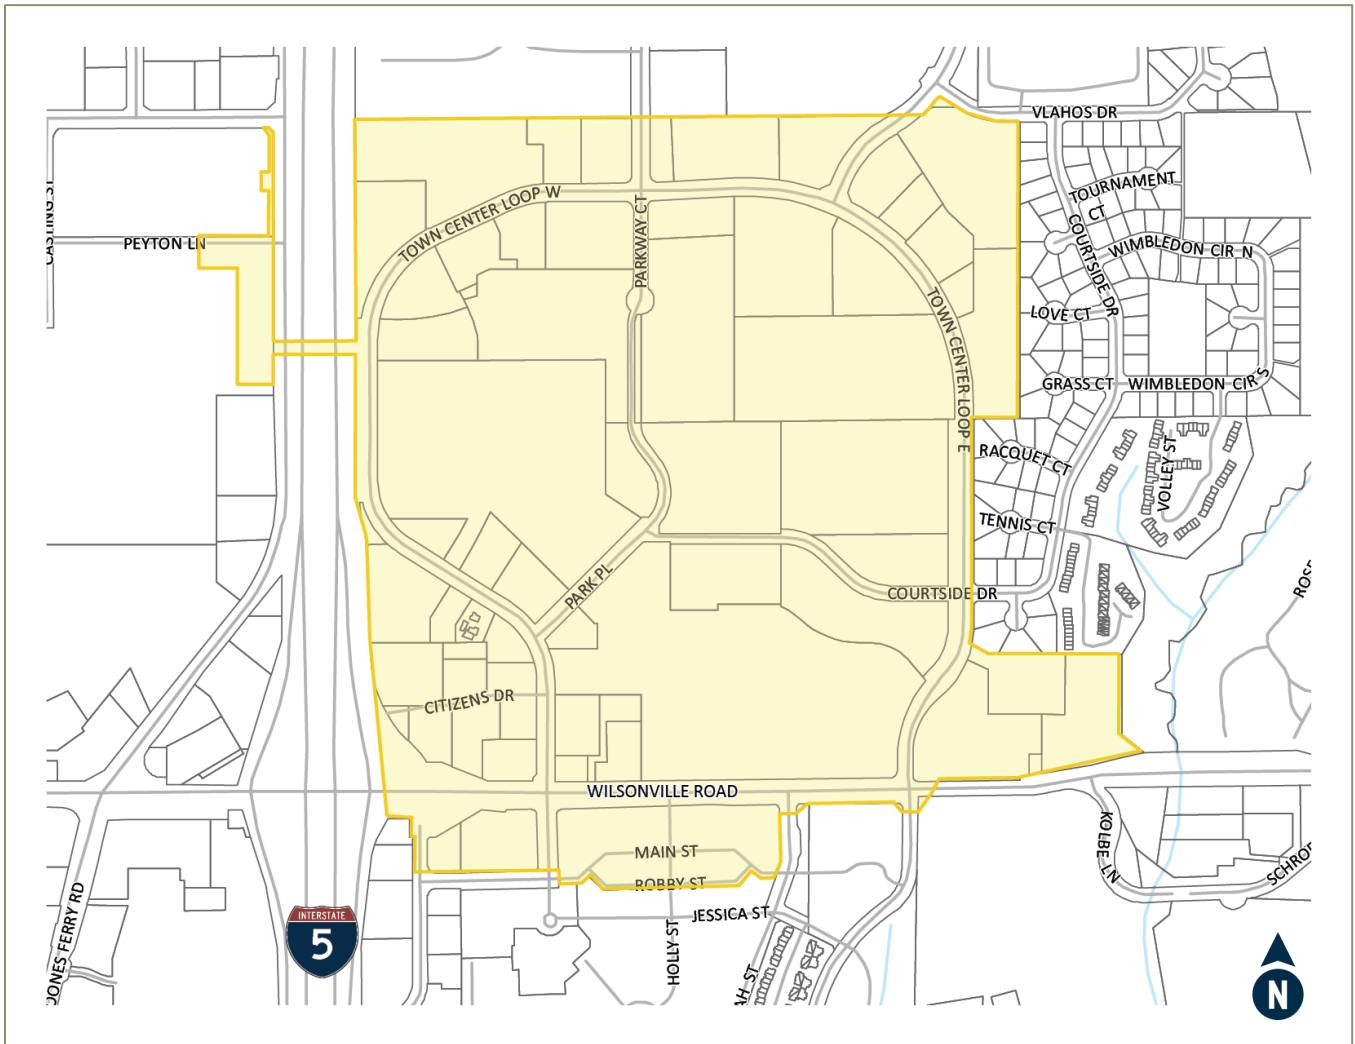 VLAHOS DR
TOURNAMENT
CT
COURTSIDE DR
WIMBLEDON CIR N
TOWN CENTER LOOP W
PARKWAY CT
PEYTON LN
LOVE CT
TOWN CENTER LOOP E
GRASS CT
WIMBLEDON CIR S
RACQUET CT
VOLLEY ST
TENNIS CT
PARK PL
COURTSIDE DR
CITIZENS DR
WILSONVILLE ROAD
KOLBE LN
MAIN ST
ROBBY ST
JESSICA ST
HOLLY ST
FERRY RD
INTERSTATE
5
N